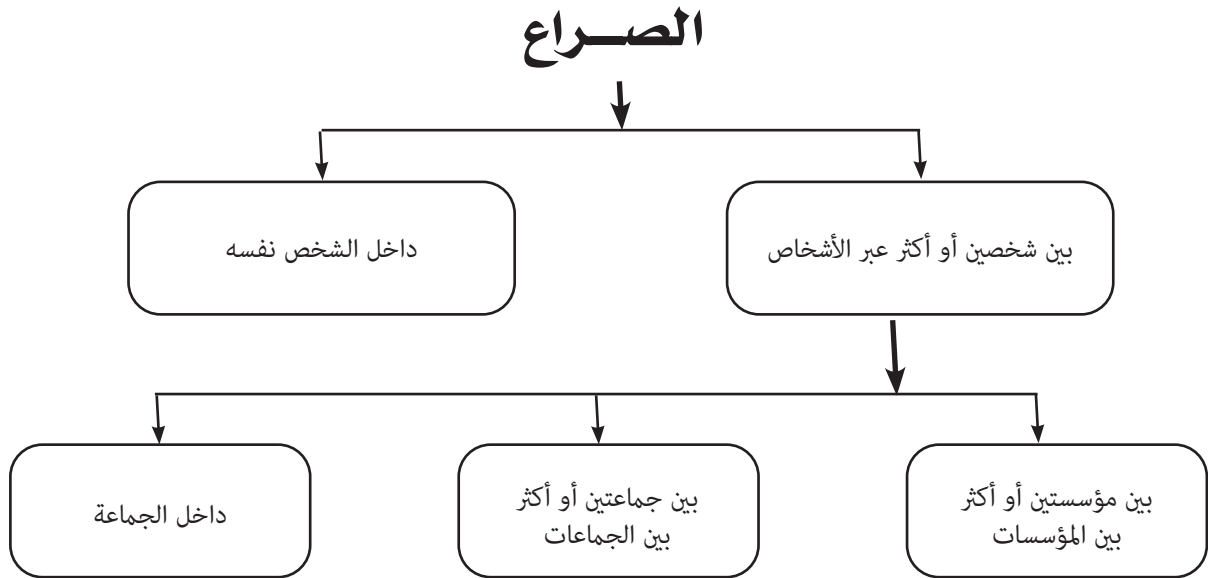 الصـراع
بين شخصين أو أكثر عبر الأشخاص
داخل الشخص نفسه
بين مؤسستين أو أكثر
بين المؤسسات
بين جماعتين أو أكثر
بين الجماعات
داخل الجماعة